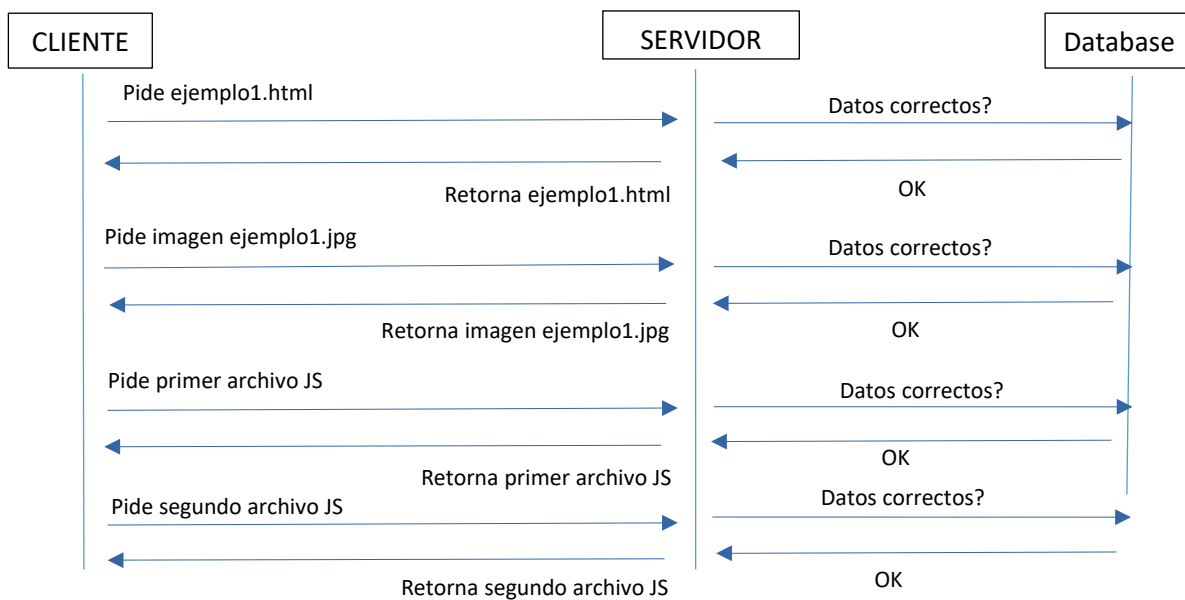 CLIENTE
SERVIDOR
Database
Pide ejemplo1.html
Datos correctos?
Retorna ejemplo1.html
OK
Pide imagen ejemplo1.jpg
Datos correctos?
Retorna imagen ejemplo1.jpg
OK
Pide primer archivo JS
Datos correctos?
Retorna primer archivo JS
OK
Pide segundo archivo JS
Datos correctos?
Retorna segundo archivo JS
OK